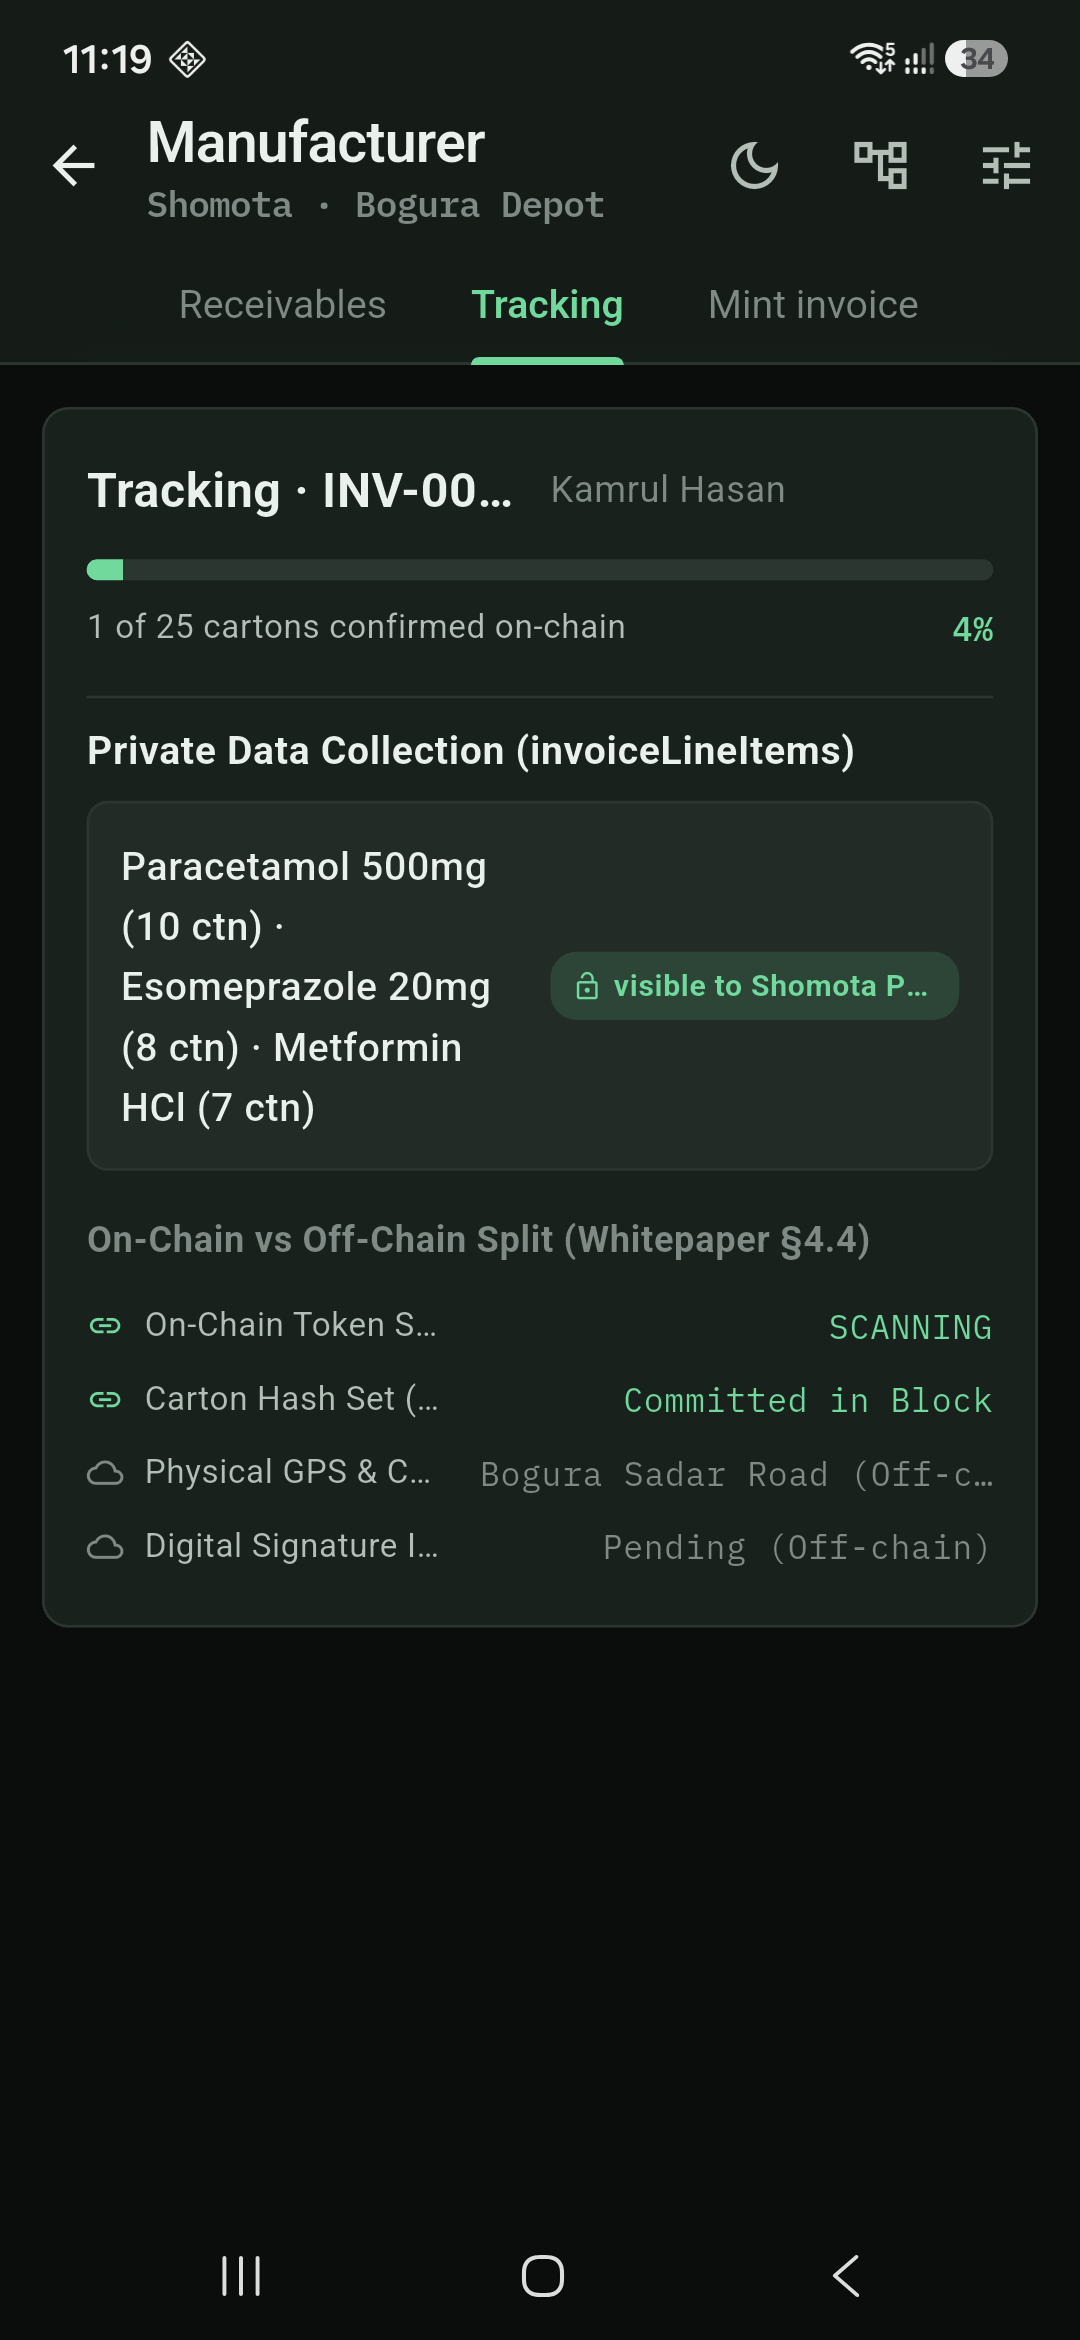 11:19
5
34
Manufacturer
Shomota · Bogura Depot
Receivables
Tracking
Mint invoice
Tracking · INV-00…
Kamrul Hasan
1 of 25 cartons confirmed on-chain
4%
Private Data Collection (invoiceLineItems)
Paracetamol 500mg
(10 ctn) ·
Esomeprazole 20mg
(8 ctn) · Metformin
HCl (7 ctn)
visible to Shomota P…
On-Chain vs Off-Chain Split (Whitepaper §4.4)
On-Chain Token S…
SCANNING
Carton Hash Set (…
Committed in Block
Physical GPS & C…
Bogura Sadar Road (Off-c…
Digital Signature I…
Pending (Off-chain)